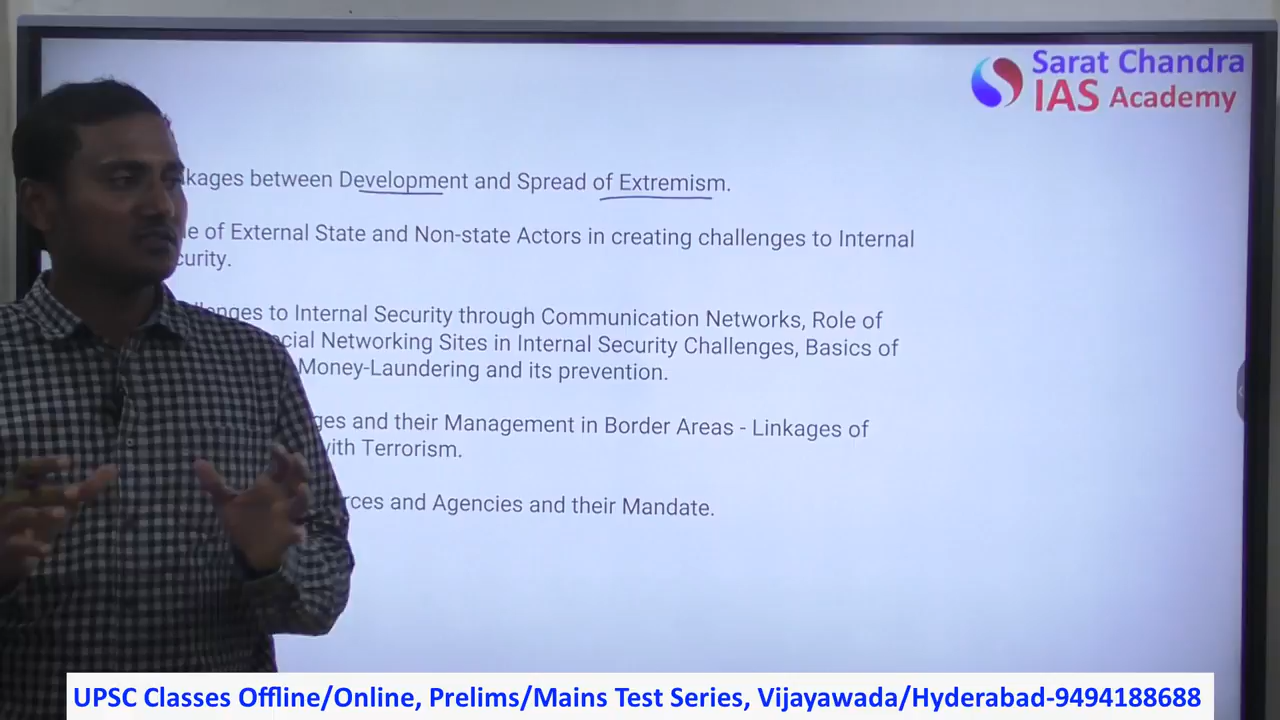 Sarat Chandra
IAS Academy
kages between Development and Spread of Extremism.
e of External State and Non-state Actors in creating challenges to Internal
curity.
enges to Internal Security through Communication Networks, Role of
cial Networking Sites in Internal Security Challenges, Basics of
Money-Laundering and its prevention.
ges and their Management in Border Areas - Linkages of
ith Terrorism.
rces and Agencies and their Mandate.
UPSC Classes Offline/Online, Prelims/Mains Test Series, Vijayawada/Hyderabad-9494188688